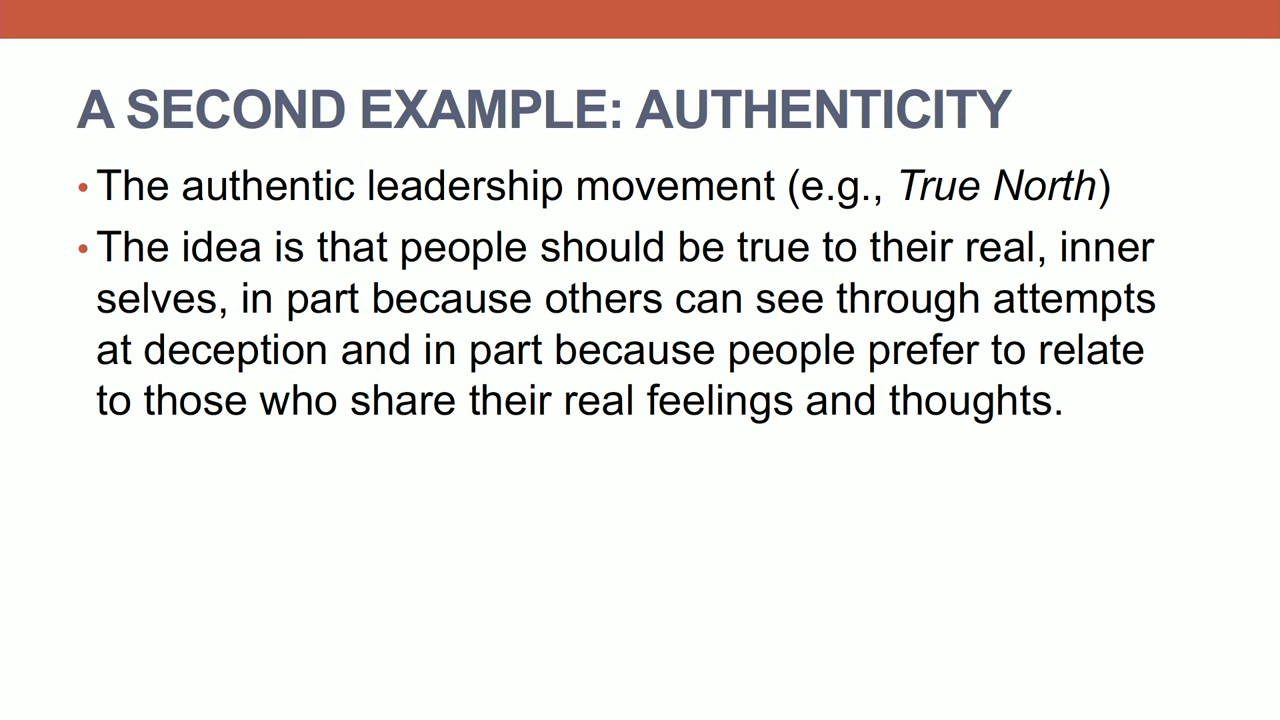 A SECOND EXAMPLE: AUTHENTICITY
• The authentic leadership movement (e.g., True North)
• The idea is that people should be true to their real, inner
selves, in part because others can see through attempts
at deception and in part because people prefer to relate
to those who share their real feelings and thoughts.